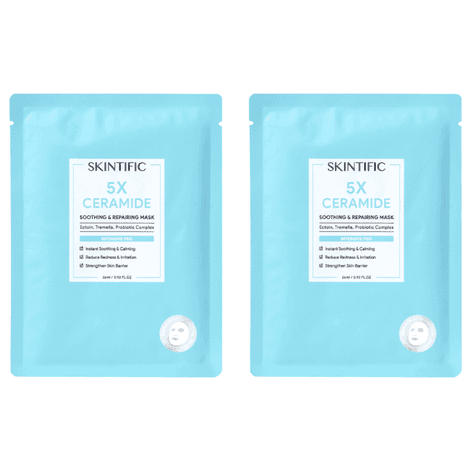 SKINTIFIC
5X
CERAMIDE
SOOTHING & REPAIRING MASK
Ectoin, Tremella, Probiotic Complex
Instant Soothing & Calming
Reduce Redness & Irritation
Strengthen Skin Barrier
SKINTIFIC
5X
CERAMIDE
SOOTHING & REPAIRING MASK
Ectoin, Tremella, Probiotic Complex
Instant Soothing & Calming
Reduce Redness & Irritation
Strengthen Skin Barrier